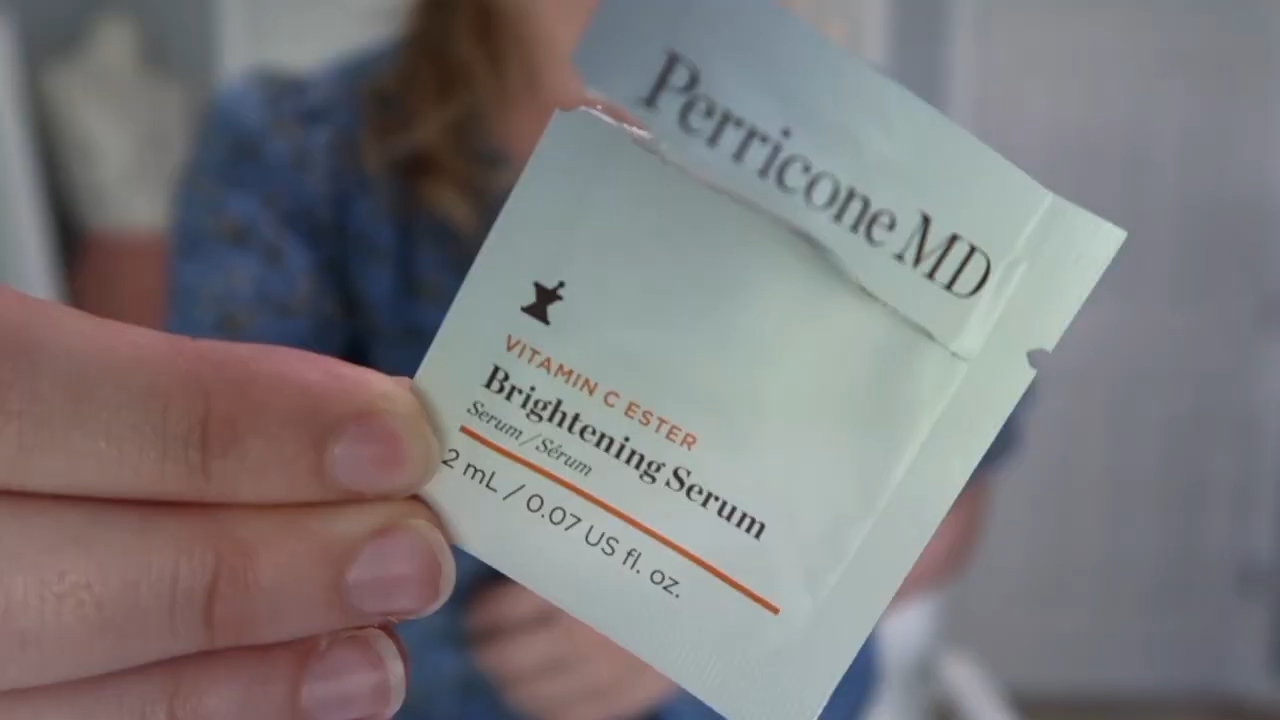 Perricone MD
VITAMIN C ESTER
Brightening Serum
Serum / Sérum
2 mL / 0.07 US fl. oz.